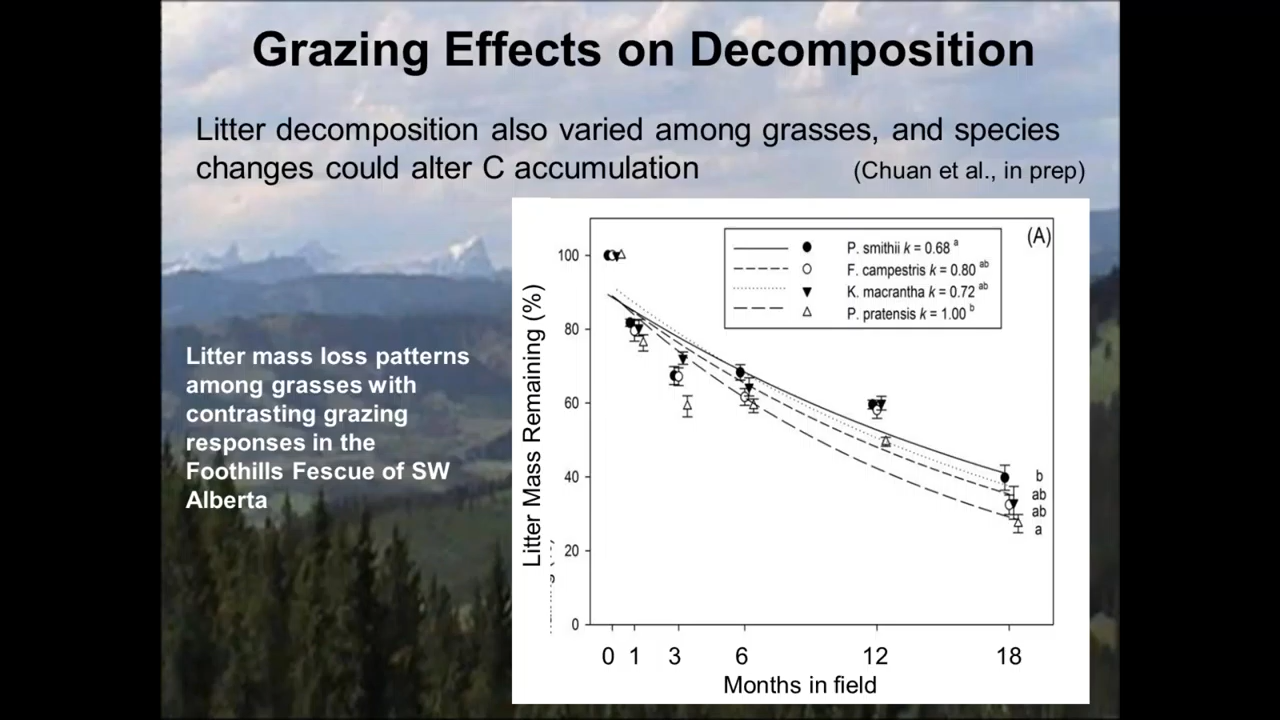 Grazing Effects on Decomposition
Litter decomposition also varied among grasses, and species
changes could alter C accumulation (Chuan et al., in prep)
Litter mass loss patterns
among grasses with
contrasting grazing
responses in the
Foothills Fescue of SW
Alberta
(A)
P. smithii k = 0.68 a
F. campestris k = 0.80 ab
K. macrantha k = 0.72 ab
P. pratensis k = 1.00 b
Litter Mass Remaining (%)
100
80
60
40
20
0
b
ab
ab
a
0 1 3 6 12 18
Months in field